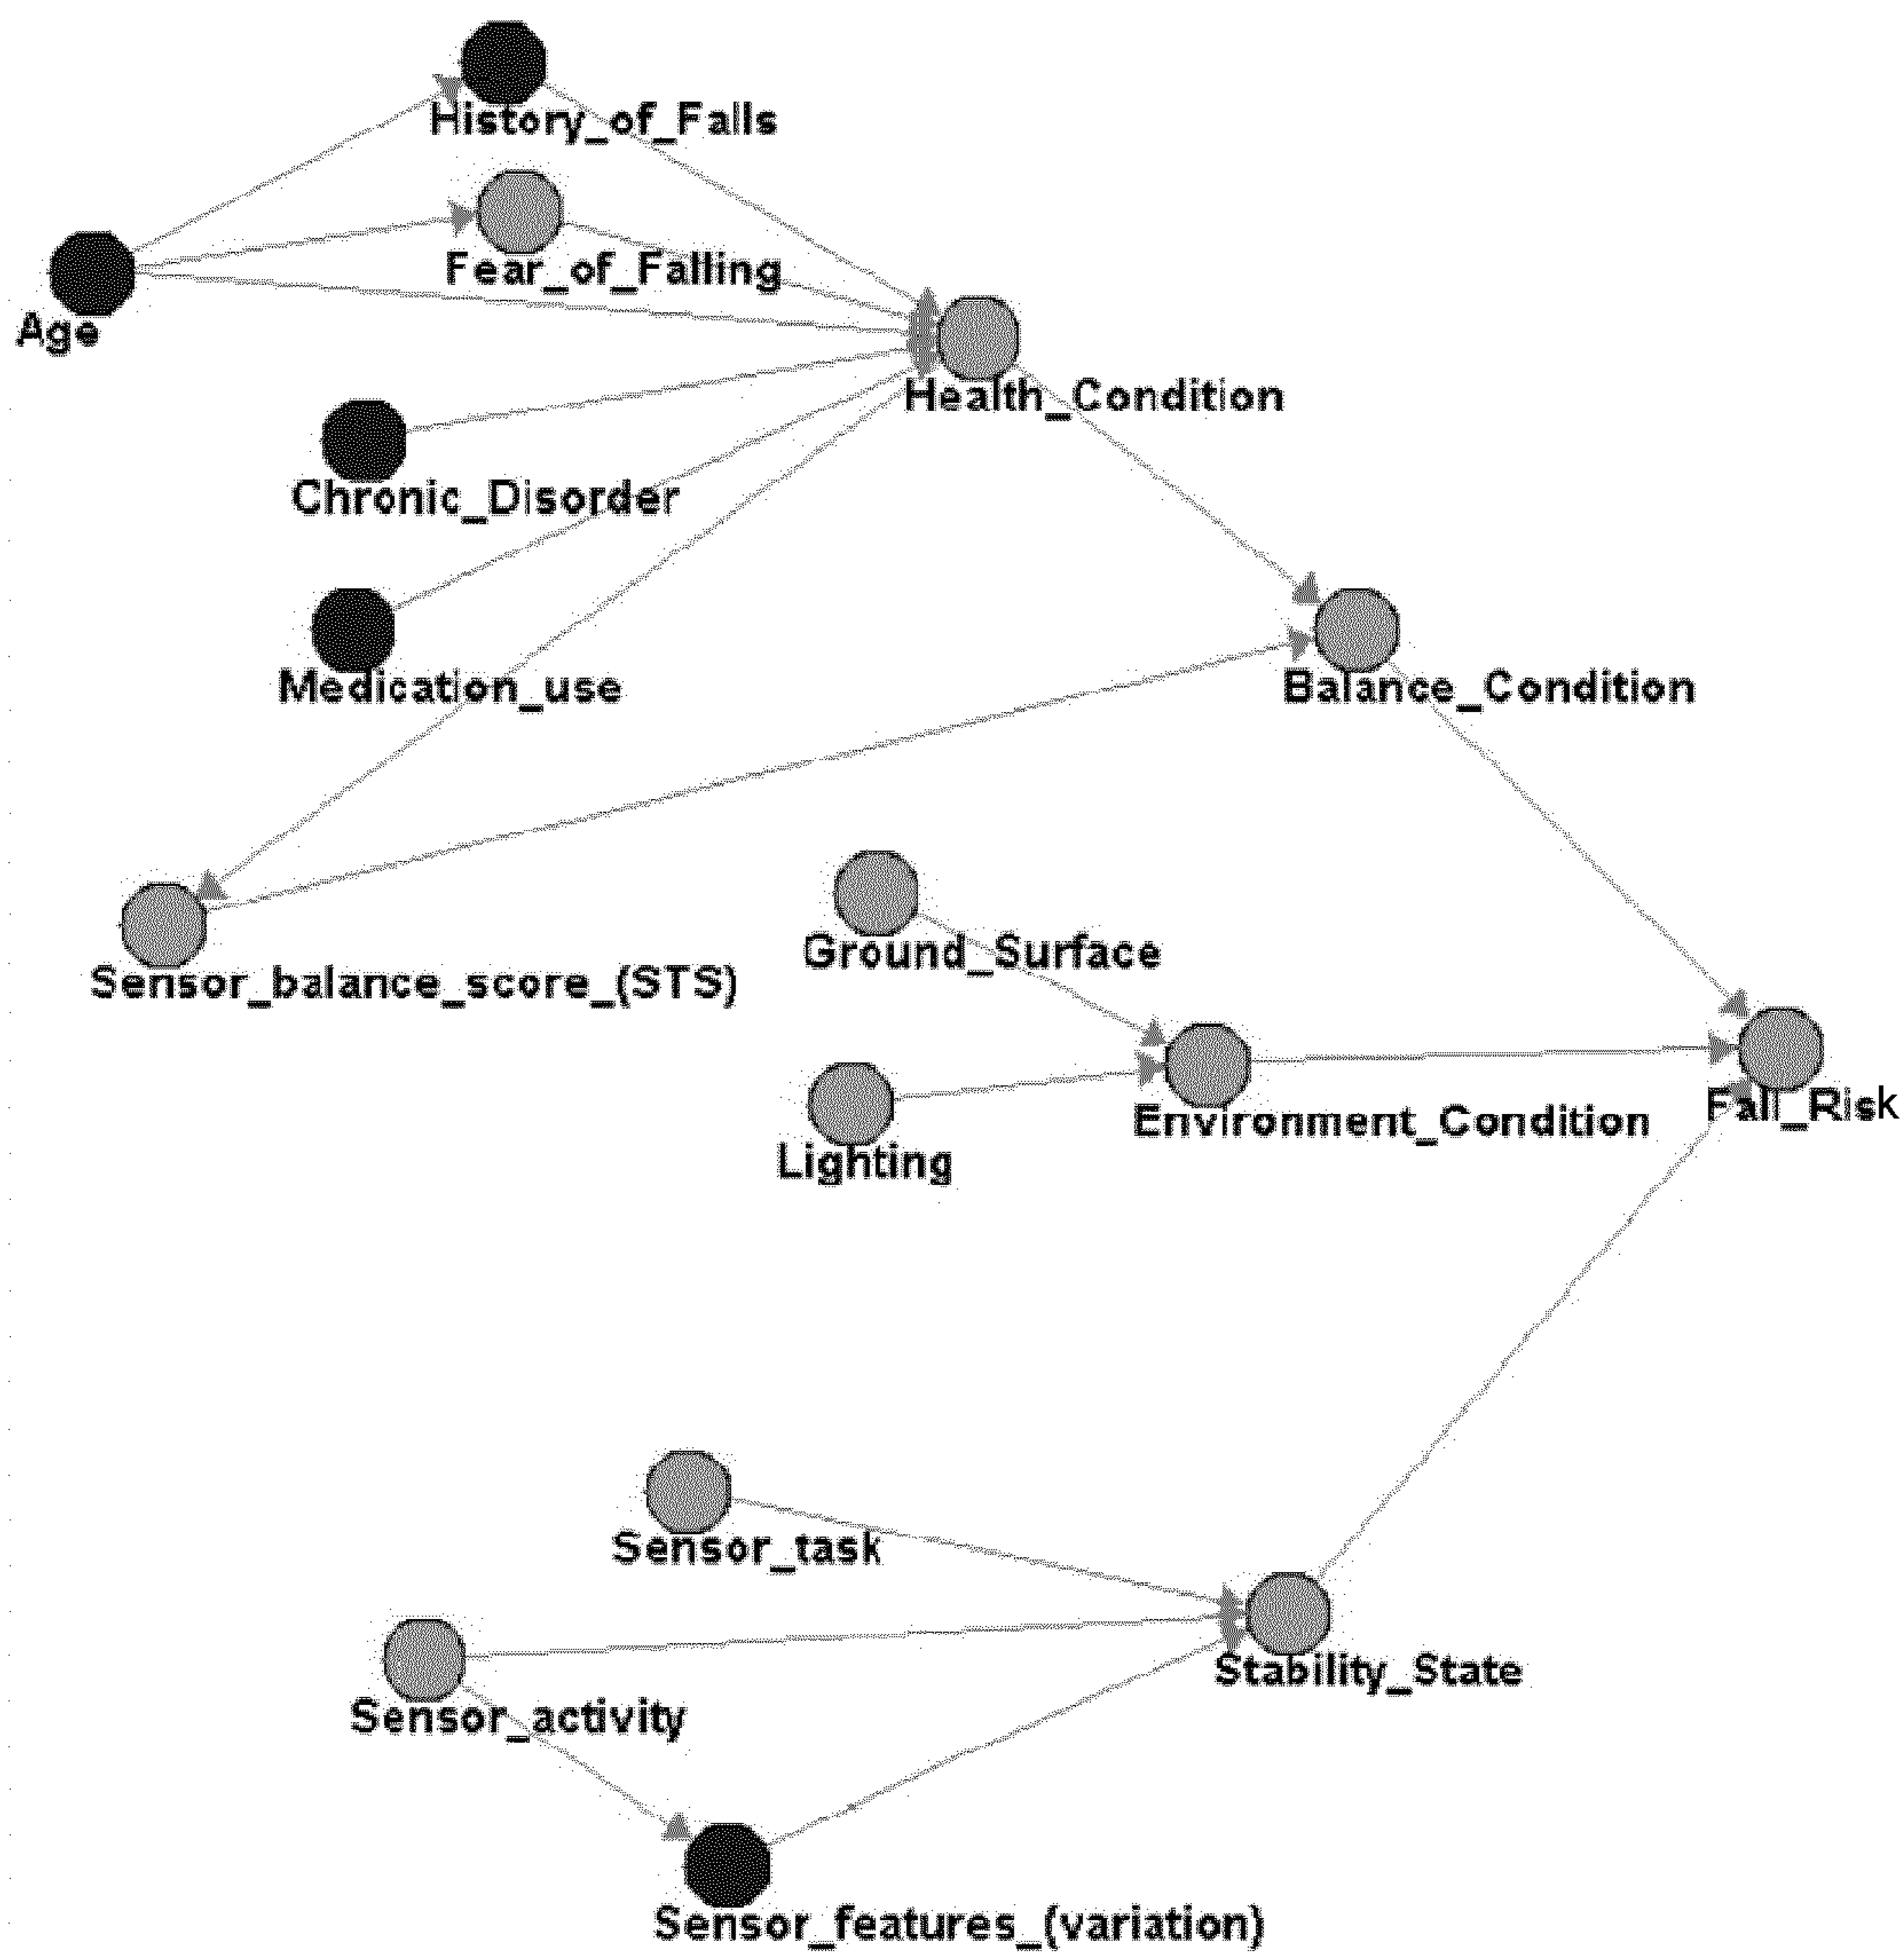 History_of_Falls
Fear_of_Falling
Age
Health_Condition
Chronic_Disorder
Medication_use
Balance_Condition
Sensor_balance_score_(STS)
Ground_Surface
Lighting
Environment_Condition
Fall_Risk
Sensor_task
Sensor_activity
Stability_State
Sensor_features_(variation)